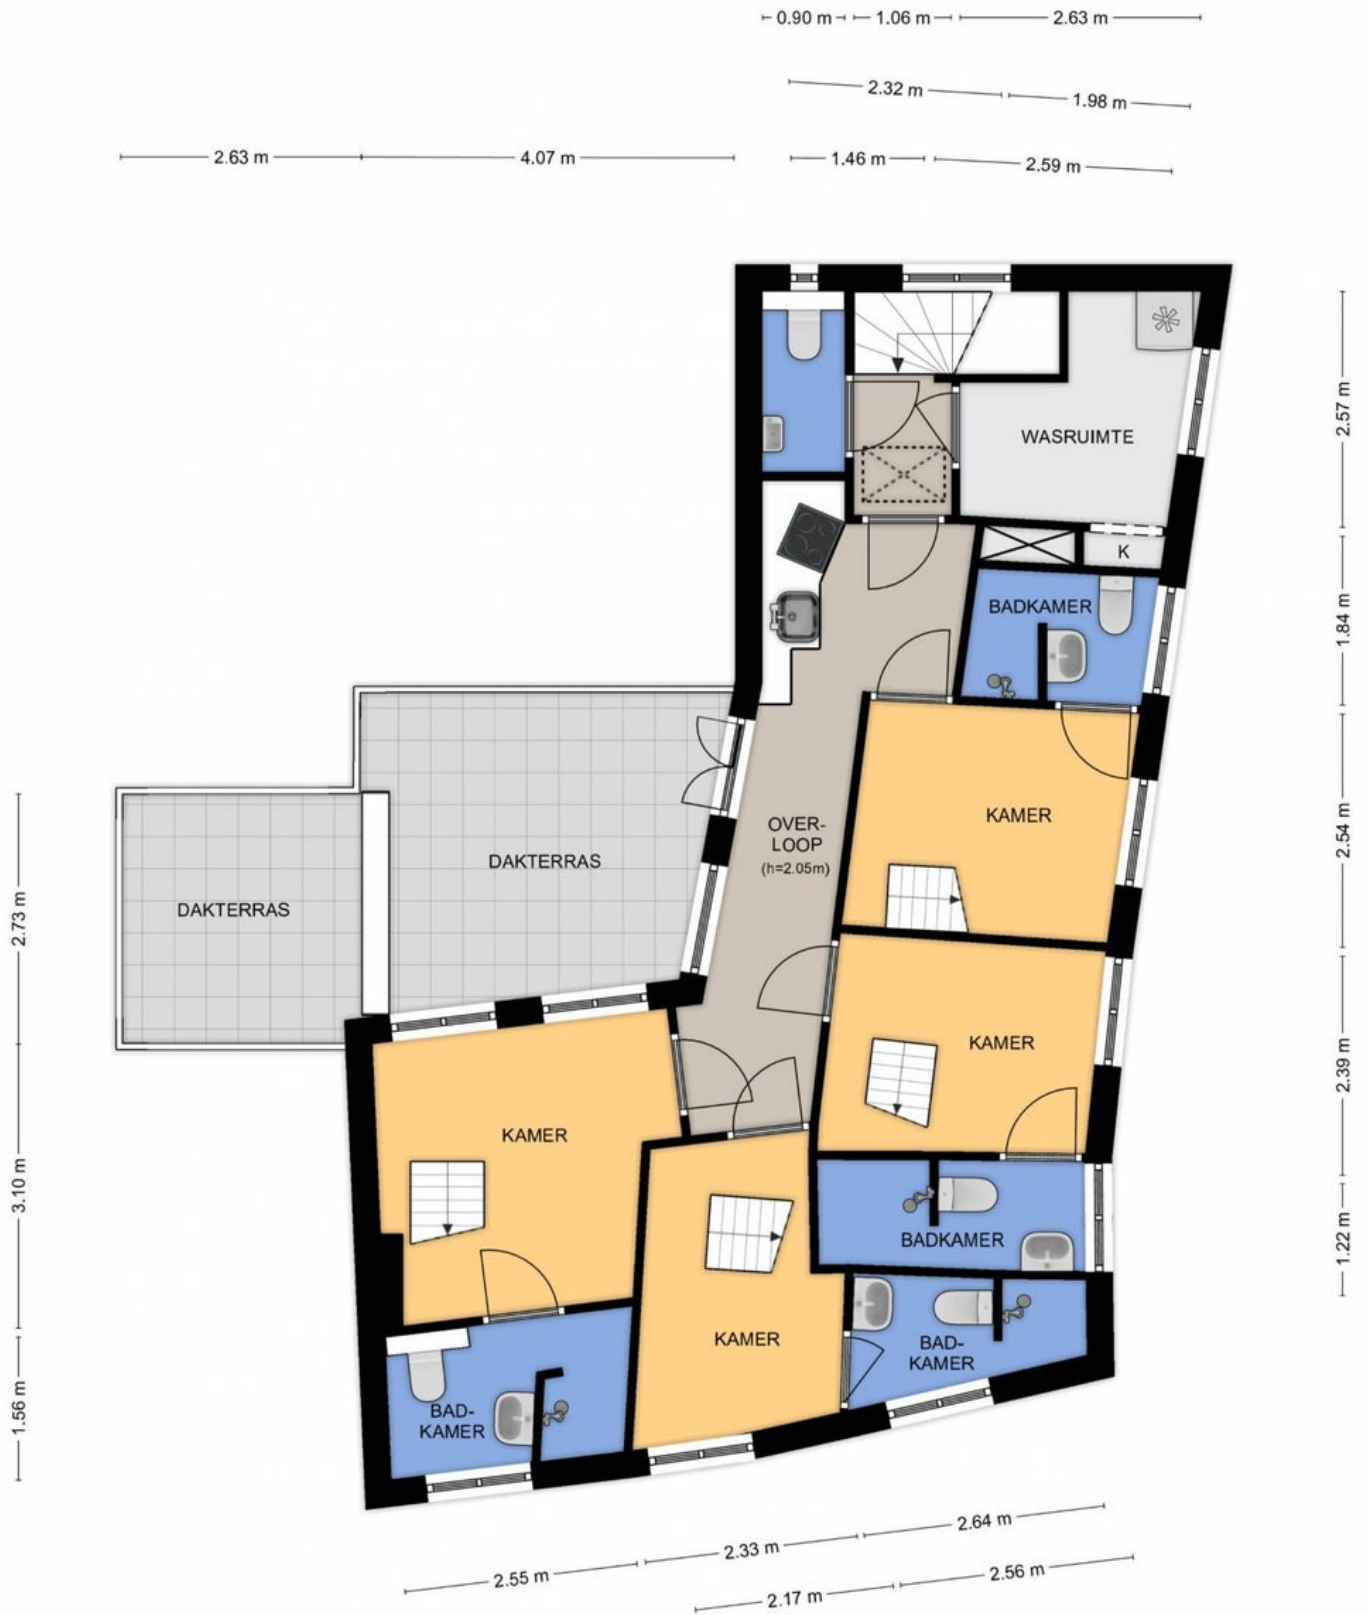 0.90 m
1.06 m
2.63 m
2.32 m
1.98 m
2.63 m
4.07 m
1.46 m
2.59 m
2.57 m
WASRUIMTE
K
BADKAMER
1.84 m
KAMER
OVER-
LOOP
(h=2.05m)
2.54 m
DAKTERRAS
DAKTERRAS
2.73 m
KAMER
2.39 m
KAMER
3.10 m
BADKAMER
1.22 m
KAMER
BAD-
KAMER
BAD-
KAMER
1.56 m
2.64 m
2.33 m
2.55 m
2.56 m
2.17 m